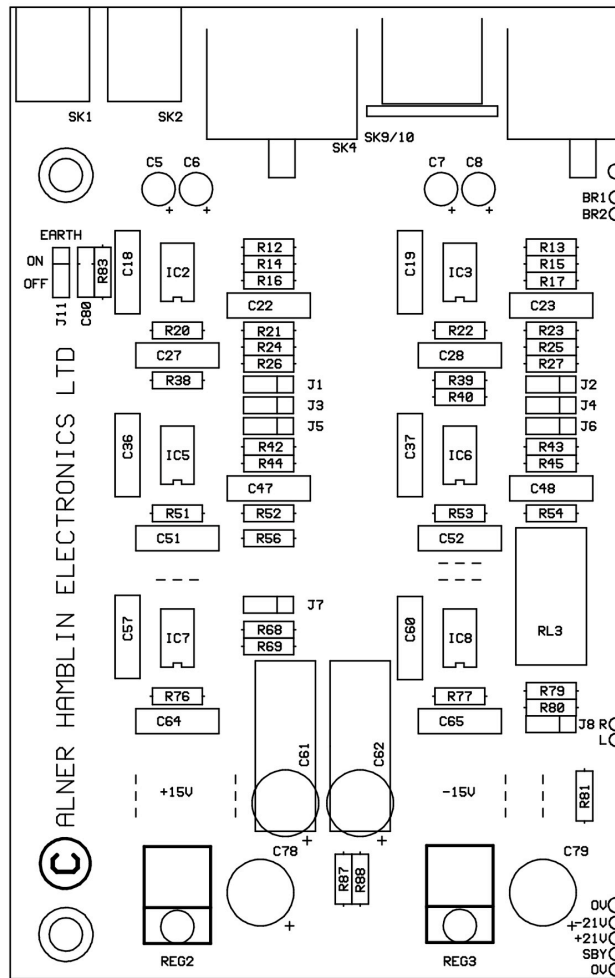 SK1
SK2
SK4
SK9/10
C5
C6
C7
C8
BR1
BR2
EARTH
ON
OFF
J11
C80
R83
C18
IC2
R12
R14
R16
C22
C19
IC3
R13
R15
R17
C23
R20
C27
R38
R21
R24
R26
J1
J3
J5
R22
C28
R39
R40
R23
R25
R27
J2
J4
J6
C36
IC5
R42
R44
C47
C37
IC6
R43
R45
C48
R51
C51
R52
R56
R53
C52
R54
C57
IC7
J7
R68
R69
C60
IC8
RL3
R76
C64
C61
C62
R77
C65
R79
R80
J8
R
L
+15V
-15V
R81
+
+
C78
R87
R88
C79
REG2
REG3
0V
-21V
+21V
SBY
0V
© ALNER HAMBLIN ELECTRONICS LTD